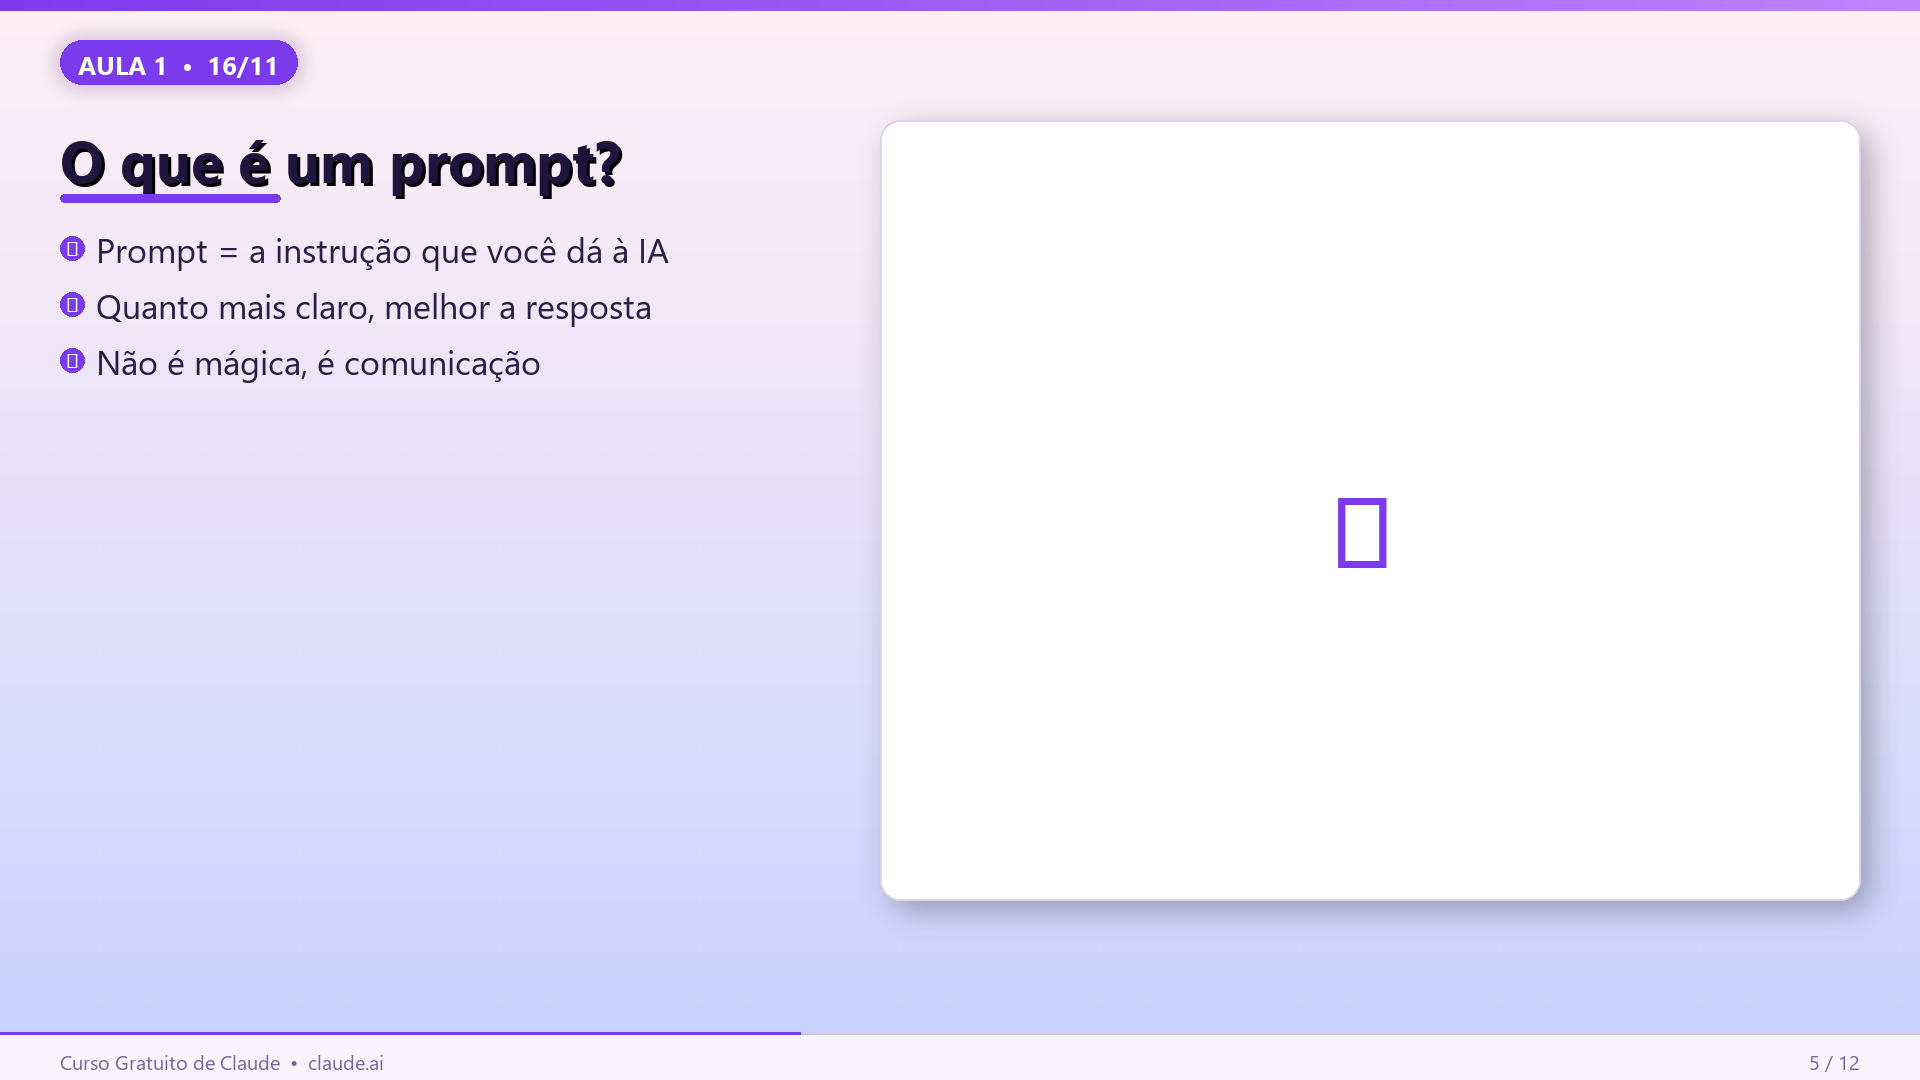 AULA 1 • 16/11
O que é um prompt?
Prompt = a instrução que você dá à IA
Quanto mais claro, melhor a resposta
Não é mágica, é comunicação
Curso Gratuito de Claude • claude.ai
5 / 12